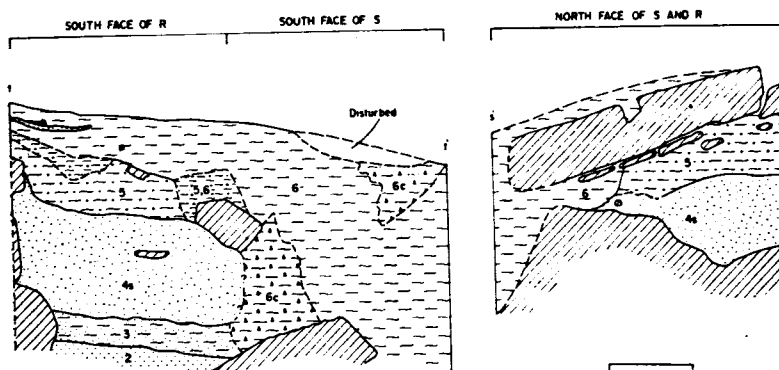 SOUTH FACE OF R
SOUTH FACE OF S
NORTH FACE OF S AND R
Disturbed
5
5,6
6
6c
5
6
4s
4s
6c
3
2